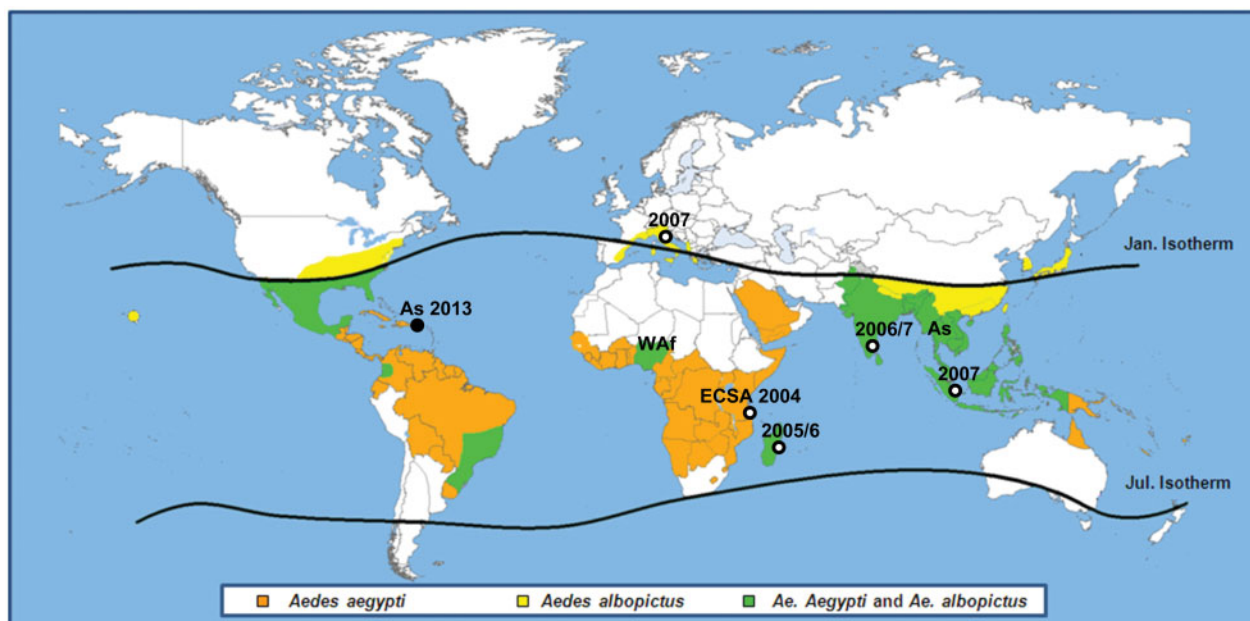 2007
Jan. Isotherm
As 2013
WAf
2006/7
As
ECSA 2004
2007
2005/6
Jul. Isotherm
Aedes aegypti
Aedes albopictus
Ae. Aegypti and Ae. albopictus